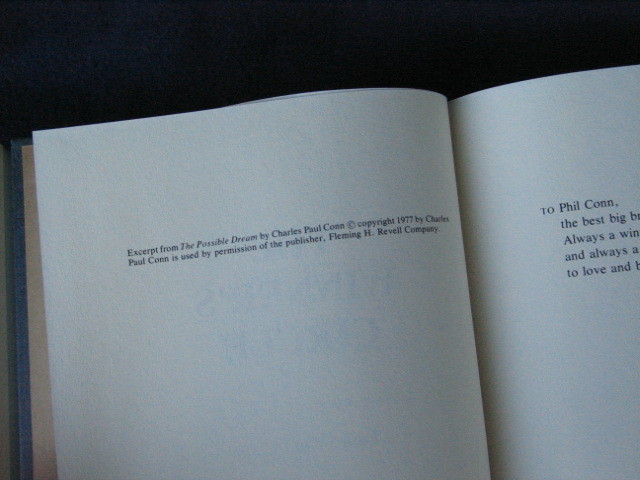 Excerpt from The Possible Dream by Charles Paul Conn © copyright 1977 by Charles
Paul Conn is used by permission of the publisher, Fleming H. Revell Company.
TO Phil Conn,
the best big
Always a
and always a
to love and